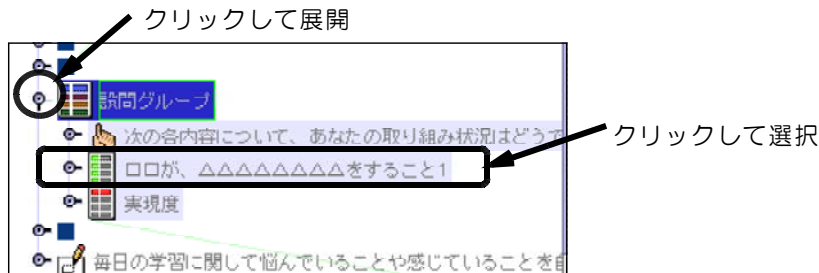 クリックして展開
設問グループ
次の各内容について、あなたの取り組み状況はどうで
クリックして選択
ロロが、△△△△△△△△をすること1
実現度
毎日の学習に関して悩んでいることや感じていることを自